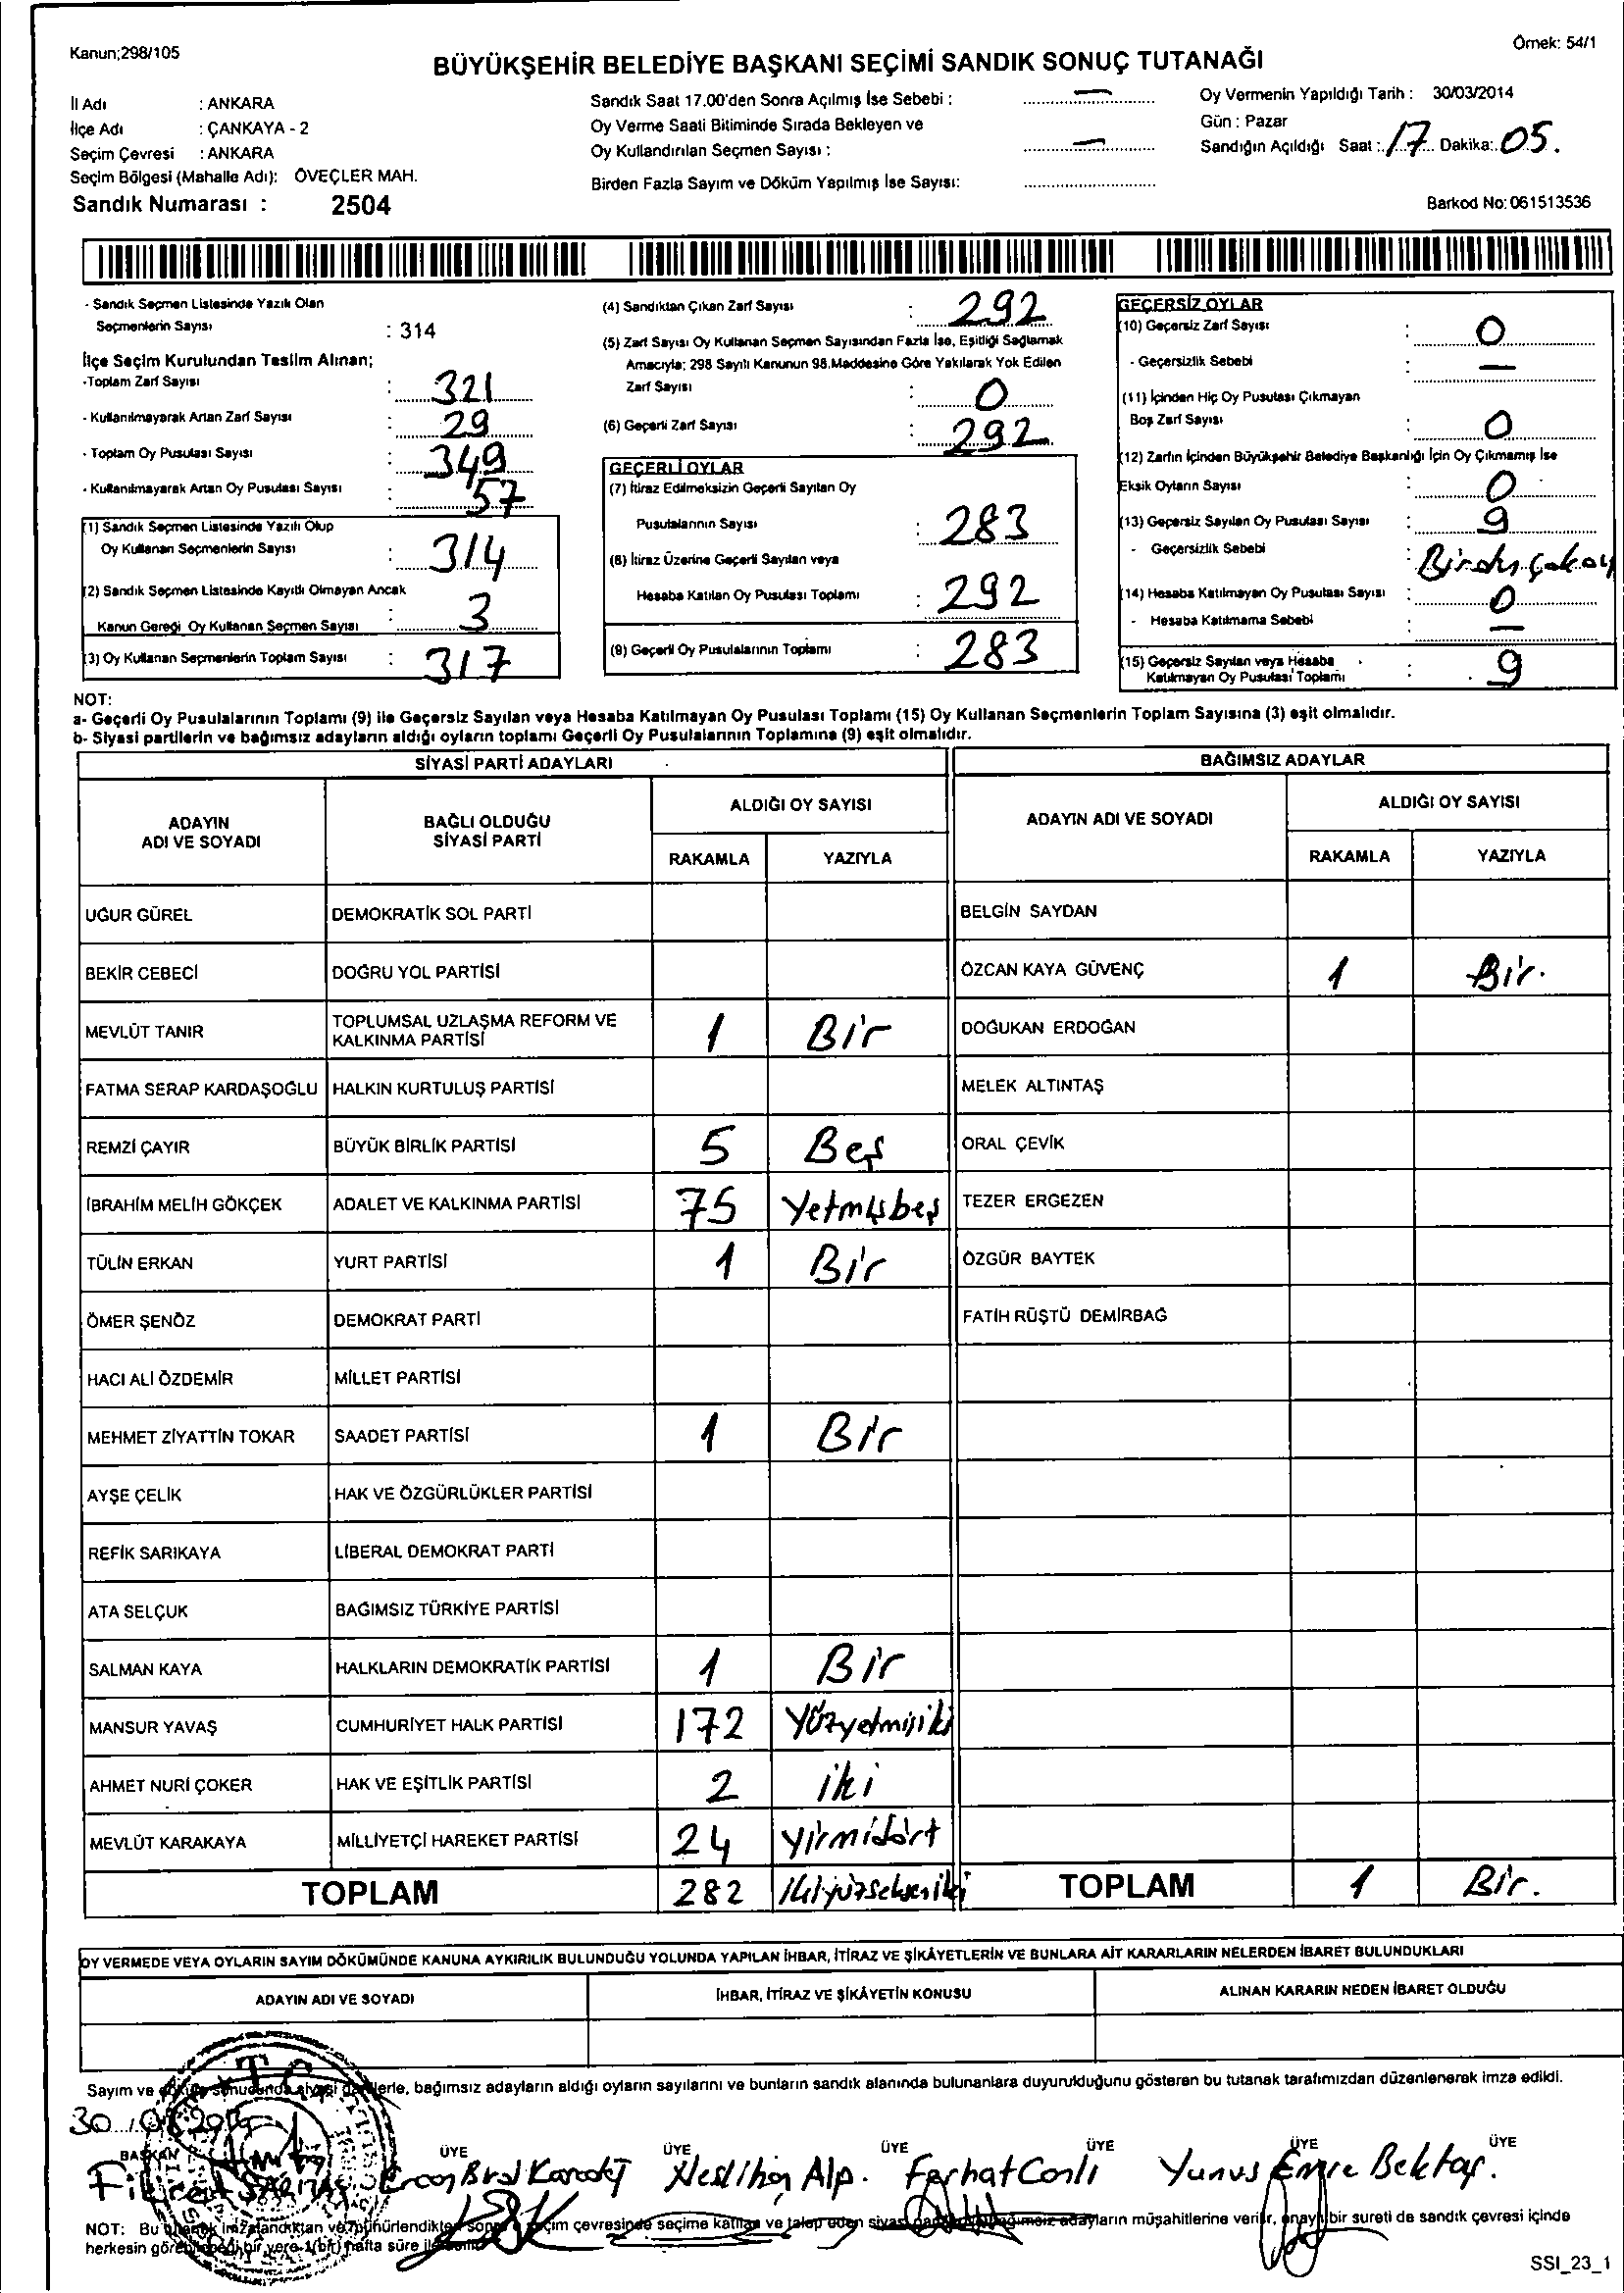 Kanun;298/105
Örnek: 54/1
BÜYÜKŞEHİR BELEDİYE BAŞKANI SEÇİMİ SANDIK SONUÇ TUTANAĞI
İl Adı : ANKARA
İlçe Adı : ÇANKAYA - 2
Seçim Çevresi : ANKARA
Seçim Bölgesi (Mahalle Adı): ÖVEÇLER MAH.
Sandık Numarası : 2504
Sandık Saat 17.00'den Sonra Açılmış İse Sebebi : —
Oy Verme Saati Bitiminde Sırada Bekleyen ve
Oy Kullandırılan Seçmen Sayısı : —
Birden Fazla Sayım ve Döküm Yapılmış İse Sayısı:
Oy Vermenin Yapıldığı Tarih : 30/03/2014
Gün : Pazar
Sandığın Açıldığı Saat : 17 Dakika: 05.
Barkod No: 061513536
- Sandık Seçmen Listesinde Yazılı Olan
Seçmenlerin Sayısı : 314
İlçe Seçim Kurulundan Teslim Alınan;
-Toplam Zarf Sayısı : 321
- Kullanılmayarak Artan Zarf Sayısı : 29
- Toplam Oy Pusulası Sayısı : 349
- Kullanılmayarak Artan Oy Pusulası Sayısı : 57
(1) Sandık Seçmen Listesinde Yazılı Olup
Oy Kullanan Seçmenlerin Sayısı : 314
(2) Sandık Seçmen Listesinde Kayıtlı Olmayan Ancak
Kanun Gereği Oy Kullanan Seçmen Sayısı : 3
(3) Oy Kullanan Seçmenlerin Toplam Sayısı : 317
(4) Sandıktan Çıkan Zarf Sayısı : 292
(5) Zarf Sayısı Oy Kullanan Seçmen Sayısından Fazla İse, Eşitliği Sağlamak
Amacıyla; 298 Sayılı Kanunun 98.Maddesine Göre Yakılarak Yok Edilen
Zarf Sayısı : 0
(6) Geçerli Zarf Sayısı : 292
GEÇERLİ OYLAR
(7) İtiraz Edilmeksizin Geçerli Sayılan Oy
Pusulalarının Sayısı : 283
(8) İtiraz Üzerine Geçerli Sayılan veya
Hesaba Katılan Oy Pusulası Toplamı : 292
(9) Geçerli Oy Pusulalarının Toplamı : 283
GEÇERSİZ OYLAR
(10) Geçersiz Zarf Sayısı : 0
- Geçersizlik Sebebi : —
(11) İçinden Hiç Oy Pusulası Çıkmayan
Boş Zarf Sayısı : 0
(12) Zarfın İçinden Büyükşehir Belediye Başkanlığı İçin Oy Çıkmamış İse
Eksik Oyların Sayısı : 0
(13) Geçersiz Sayılan Oy Pusulası Sayısı : 9
- Geçersizlik Sebebi :
(14) Hesaba Katılmayan Oy Pusulası Sayısı : 0
- Hesaba Katılmama Sebebi : —
(15) Geçersiz Sayılan veya Hesaba
Katılmayan Oy Pusulası Toplamı : 9
NOT:
a- Geçerli Oy Pusulalarının Toplamı (9) ile Geçersiz Sayılan veya Hesaba Katılmayan Oy Pusulası Toplamı (15) Oy Kullanan Seçmenlerin Toplam Sayısına (3) eşit olmalıdır.
b- Siyasi partilerin ve bağımsız adayların aldığı oyların toplamı Geçerli Oy Pusulalarının Toplamına (9) eşit olmalıdır.
SİYASİ PARTİ ADAYLARI
ADAYIN ADI VE SOYADI
BAĞLI OLDUĞU SİYASİ PARTİ
ALDIĞI OY SAYISI
RAKAMLA YAZIYLA
UĞUR GÜREL DEMOKRATİK SOL PARTİ
BEKİR CEBECİ DOĞRU YOL PARTİSİ
MEVLÜT TANIR TOPLUMSAL UZLAŞMA REFORM VE KALKINMA PARTİSİ 1 Bir
FATMA SERAP KARDAŞOĞLU HALKIN KURTULUŞ PARTİSİ
REMZİ ÇAYIR BÜYÜK BİRLİK PARTİSİ 5 Beş
İBRAHİM MELİH GÖKÇEK ADALET VE KALKINMA PARTİSİ 75 Yetmişbeş
TÜLİN ERKAN YURT PARTİSİ 1 Bir
ÖMER ŞENÖZ DEMOKRAT PARTİ
HACI ALİ ÖZDEMİR MİLLET PARTİSİ
MEHMET ZİYATTİN TOKAR SAADET PARTİSİ 1 Bir
AYŞE ÇELİK HAK VE ÖZGÜRLÜKLER PARTİSİ
REFİK SARIKAYA LİBERAL DEMOKRAT PARTİ
ATA SELÇUK BAĞIMSIZ TÜRKİYE PARTİSİ
SALMAN KAYA HALKLARIN DEMOKRATİK PARTİSİ 1 Bir
MANSUR YAVAŞ CUMHURİYET HALK PARTİSİ 172 Yüzyetmişiki
AHMET NURİ ÇOKER HAK VE EŞİTLİK PARTİSİ 2 iki
MEVLÜT KARAKAYA MİLLİYETÇİ HAREKET PARTİSİ 24 Yirmidört
TOPLAM 282 İkiyüzsekseniki
BAĞIMSIZ ADAYLAR
ADAYIN ADI VE SOYADI
ALDIĞI OY SAYISI
RAKAMLA YAZIYLA
BELGİN SAYDAN
ÖZCAN KAYA GÜVENÇ 1 Bir.
DOĞUKAN ERDOĞAN
MELEK ALTINTAŞ
ORAL ÇEVİK
TEZER ERGEZEN
ÖZGÜR BAYTEK
FATİH RÜŞTÜ DEMİRBAĞ
TOPLAM 1 Bir.
OY VERMEDE VEYA OYLARIN SAYIM DÖKÜMÜNDE KANUNA AYKIRILIK BULUNDUĞU YOLUNDA YAPILAN İHBAR, İTİRAZ VE ŞİKÂYETLERİN VE BUNLARA AİT KARARLARIN NELERDEN İBARET BULUNDUKLARI
ADAYIN ADI VE SOYADI
İHBAR, İTİRAZ VE ŞİKÂYETİN KONUSU
ALINAN KARARIN NEDEN İBARET OLDUĞU
Sayım ve döküm sonucunda siyasi partilerle, bağımsız adayların aldığı oyların sayılarını ve bunların sandık alanında bulunanlara duyurulduğunu gösteren bu tutanak tarafımızdan düzenlenerek imza edildi.
BAŞKAN ÜYE ÜYE ÜYE ÜYE ÜYE ÜYE
Neslihan Alp. Ferhat Canlı Yunus Emre Bektaş.
NOT: Bu tutanak imzalandıktan ve mühürlendikten sonra seçim çevresinde seçime katılan ve talep eden siyasi bağımsız adayların müşahitlerine verilir, onaylı bir sureti de sandık çevresi içinde
herkesin görebileceği bir yere 1(bir) hafta süre ile
SSI_23_1